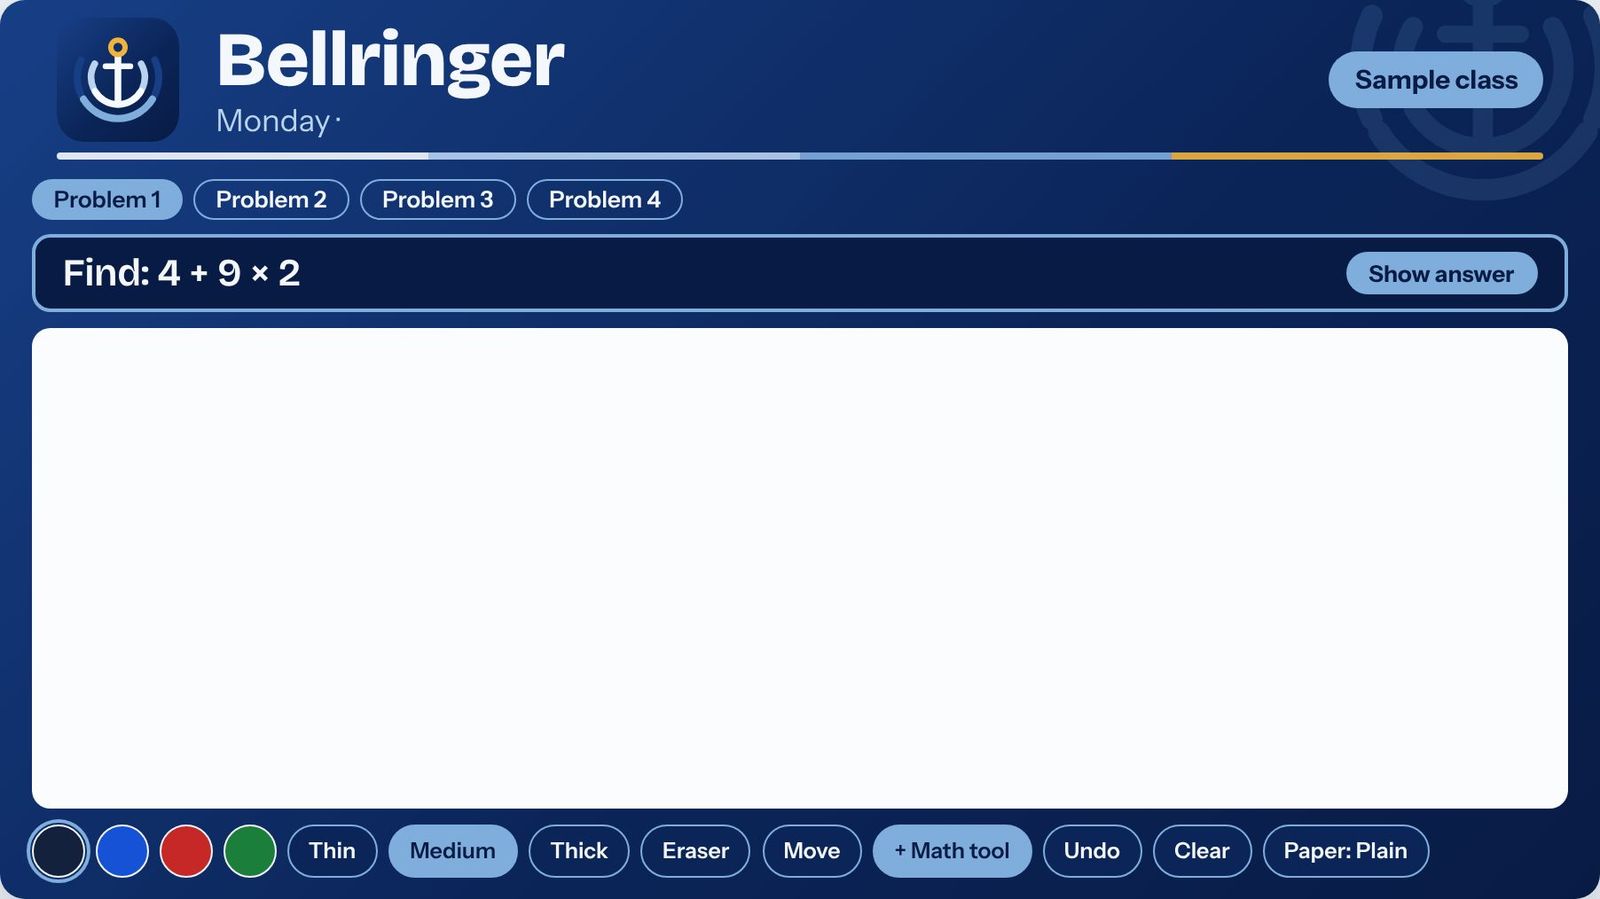 Bellringer
Monday ·
Sample class
Problem 1
Problem 2
Problem 3
Problem 4
Find: 4 + 9 × 2
Show answer
Thin
Medium
Thick
Eraser
Move
+ Math tool
Undo
Clear
Paper: Plain